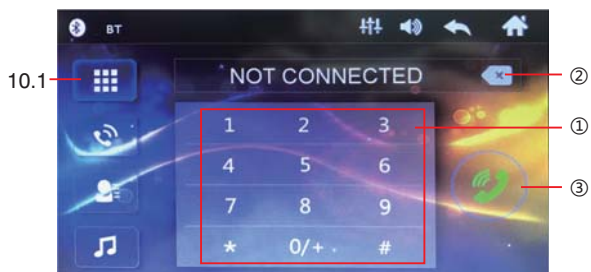 BT
10.1
NOT CONNECTED
②
1 2 3
①
4 5 6
③
7 8 9
* 0/+ #